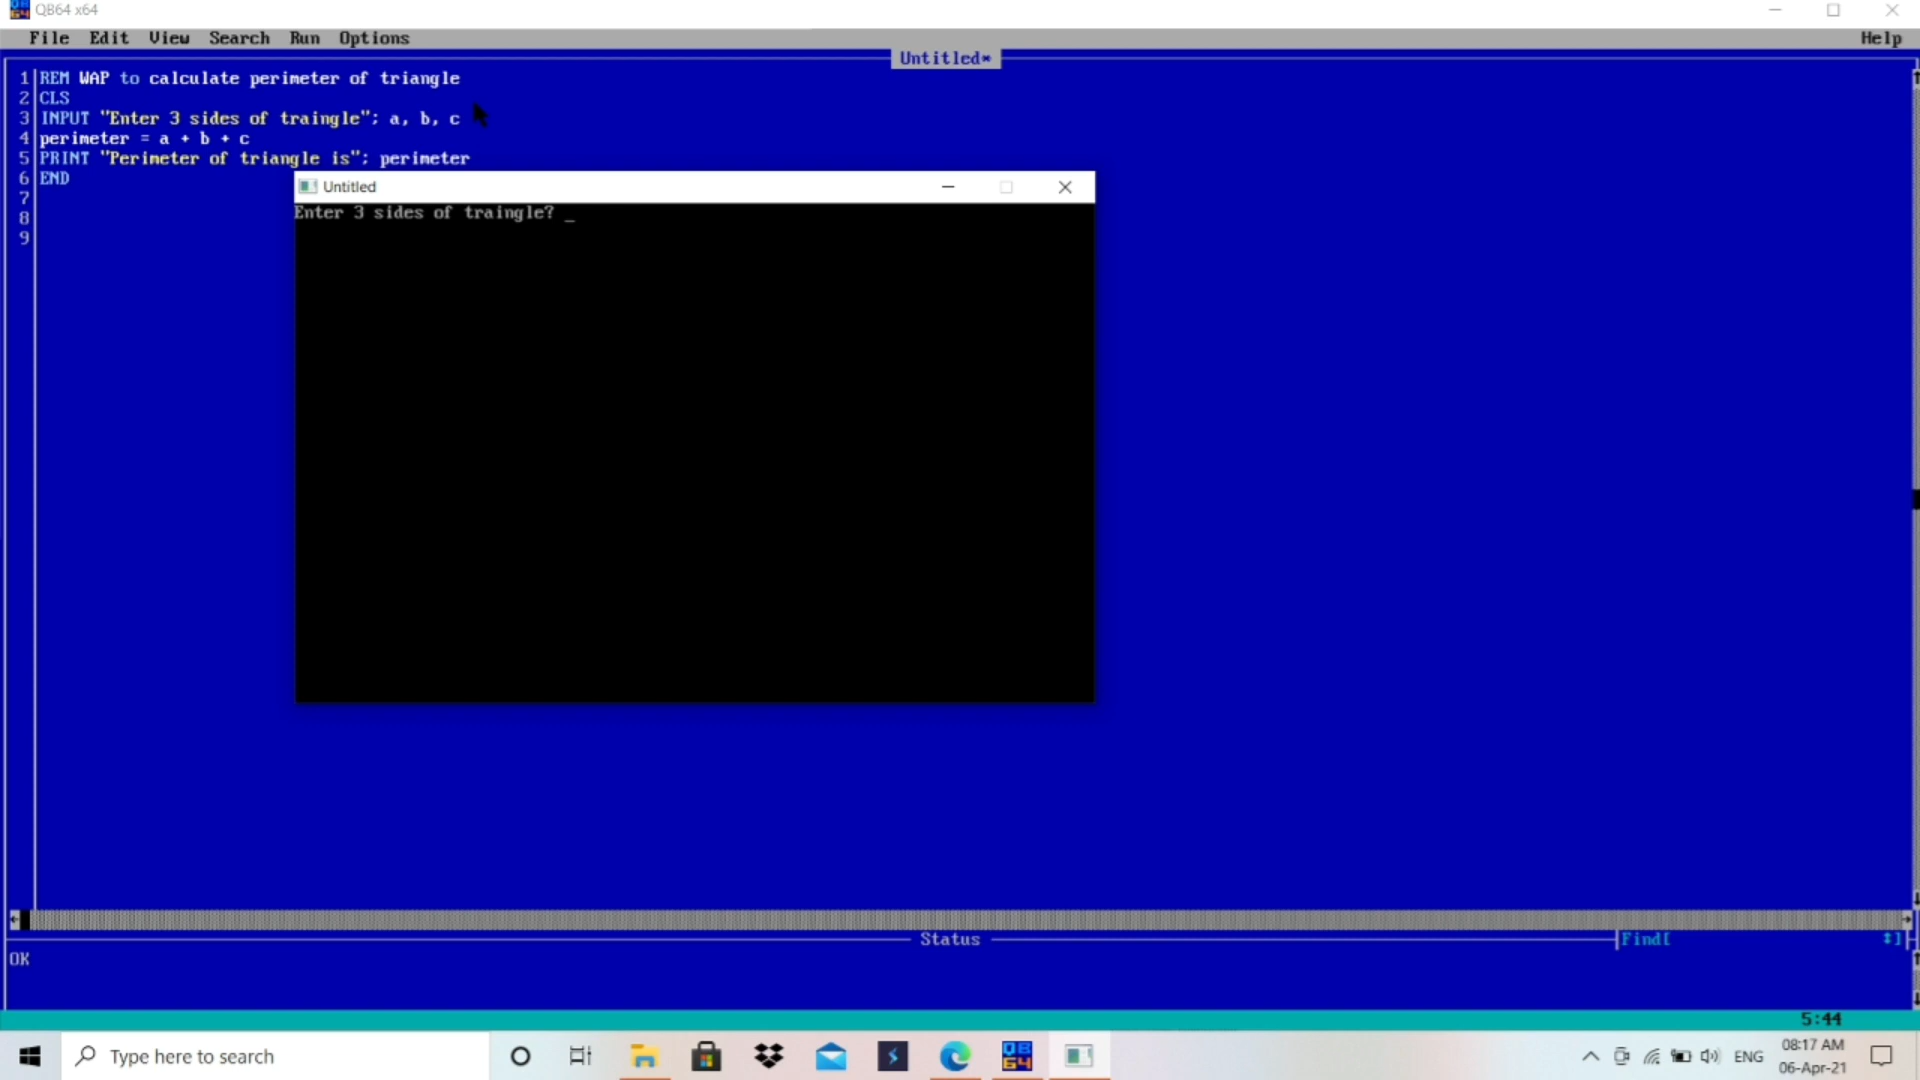 QB64 x64
File Edit View Search Run Options Help
Untitled*
1 REM WAP to calculate perimeter of triangle
2 CLS
3 INPUT "Enter 3 sides of traingle"; a, b, c
4 perimeter = a + b + c
5 PRINT "Perimeter of triangle is"; perimeter
6 END
7
8
9
Untitled
Enter 3 sides of traingle? _
Status
Find[ ]
OK
5:44
Type here to search
QB64
ENG
08:17 AM
06-Apr-21